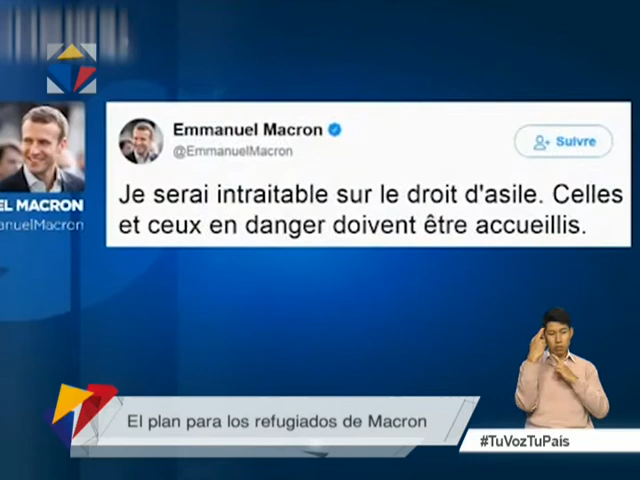 Emmanuel Macron
@EmmanuelMacron
Suivre
Je serai intraitable sur le droit d'asile. Celles
et ceux en danger doivent être accueillis.
EL MACRON
anuelMacron
El plan para los refugiados de Macron
#TuVozTuPaís